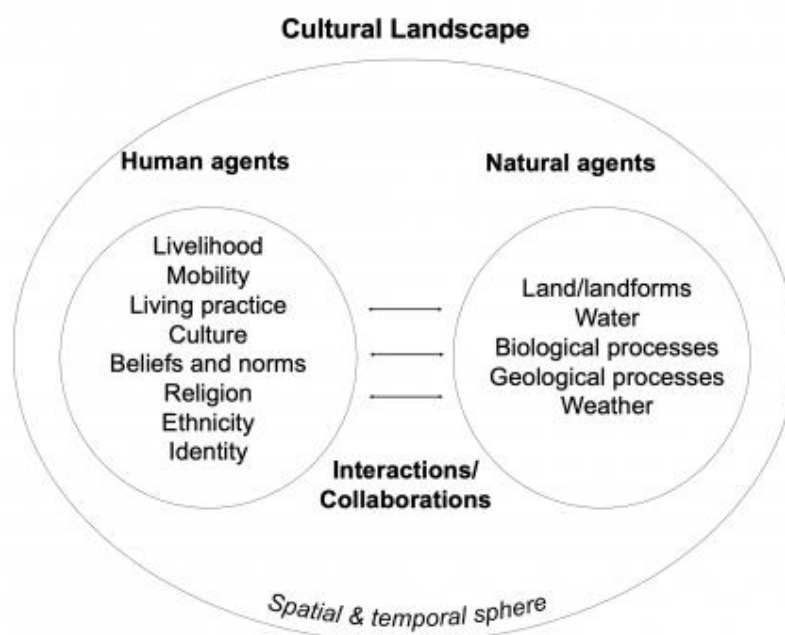 Cultural Landscape
Human agents
Natural agents
Livelihood
Mobility
Living practice
Culture
Beliefs and norms
Religion
Ethnicity
Identity
Land/landforms
Water
Biological processes
Geological processes
Weather
Interactions/
Collaborations
Spatial & temporal sphere